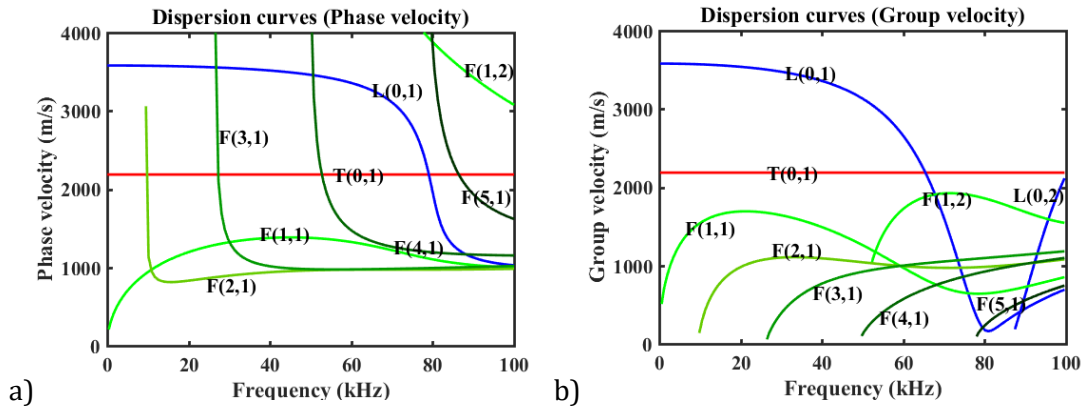 Dispersion curves (Phase velocity)
4000
3000
2000
1000
0
Phase velocity (m/s)
L(0,1)
F(1,2)
F(3,1)
T(0,1)
F(5,1)
F(1,1)
F(4,1)
F(2,1)
0 20 40 60 80 100
Frequency (kHz)
a)
Dispersion curves (Group velocity)
4000
3000
2000
1000
0
Group velocity (m/s)
L(0,1)
T(0,1)
F(1,2)
L(0,2)
F(1,1)
F(2,1)
F(3,1)
F(4,1)
F(5,1)
0 20 40 60 80 100
Frequency (kHz)
b)